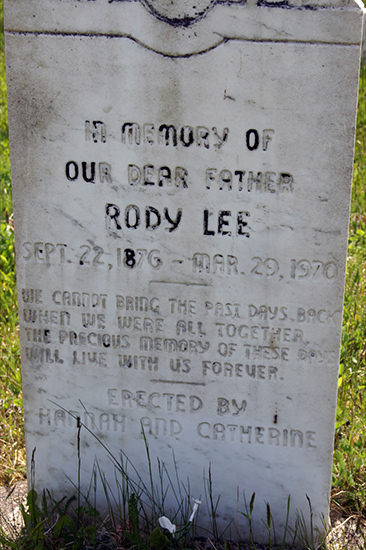 IN MEMORY OF
OUR DEAR FATHER
RODY LEE
SEPT. 22, 1876 - MAR. 29, 1970
WE CANNOT BRING THE PAST DAYS BACK
WHEN WE WERE ALL TOGETHER,
THE PRECIOUS MEMORY OF THESE DAYS
WILL LIVE WITH US FOREVER.
ERECTED BY
HANNAH AND CATHERINE